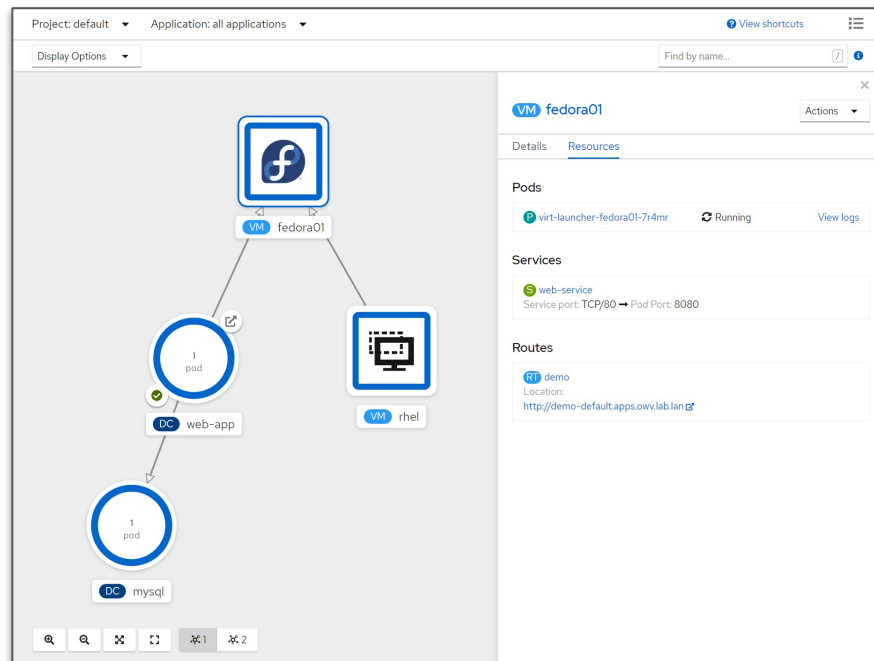 Project: default
Application: all applications
View shortcuts
Display Options
Find by name...
/
VM fedora01
Actions
Details
Resources
Pods
P virt-launcher-fedora01-7r4mr
Running
View logs
Services
S web-service
Service port: TCP/80 ➞ Pod Port: 8080
Routes
RT demo
Location:
http://demo-default.apps.owv.lab.lan
VM fedora01
1
pod
DC web-app
VM rhel
1
pod
DC mysql
1
2